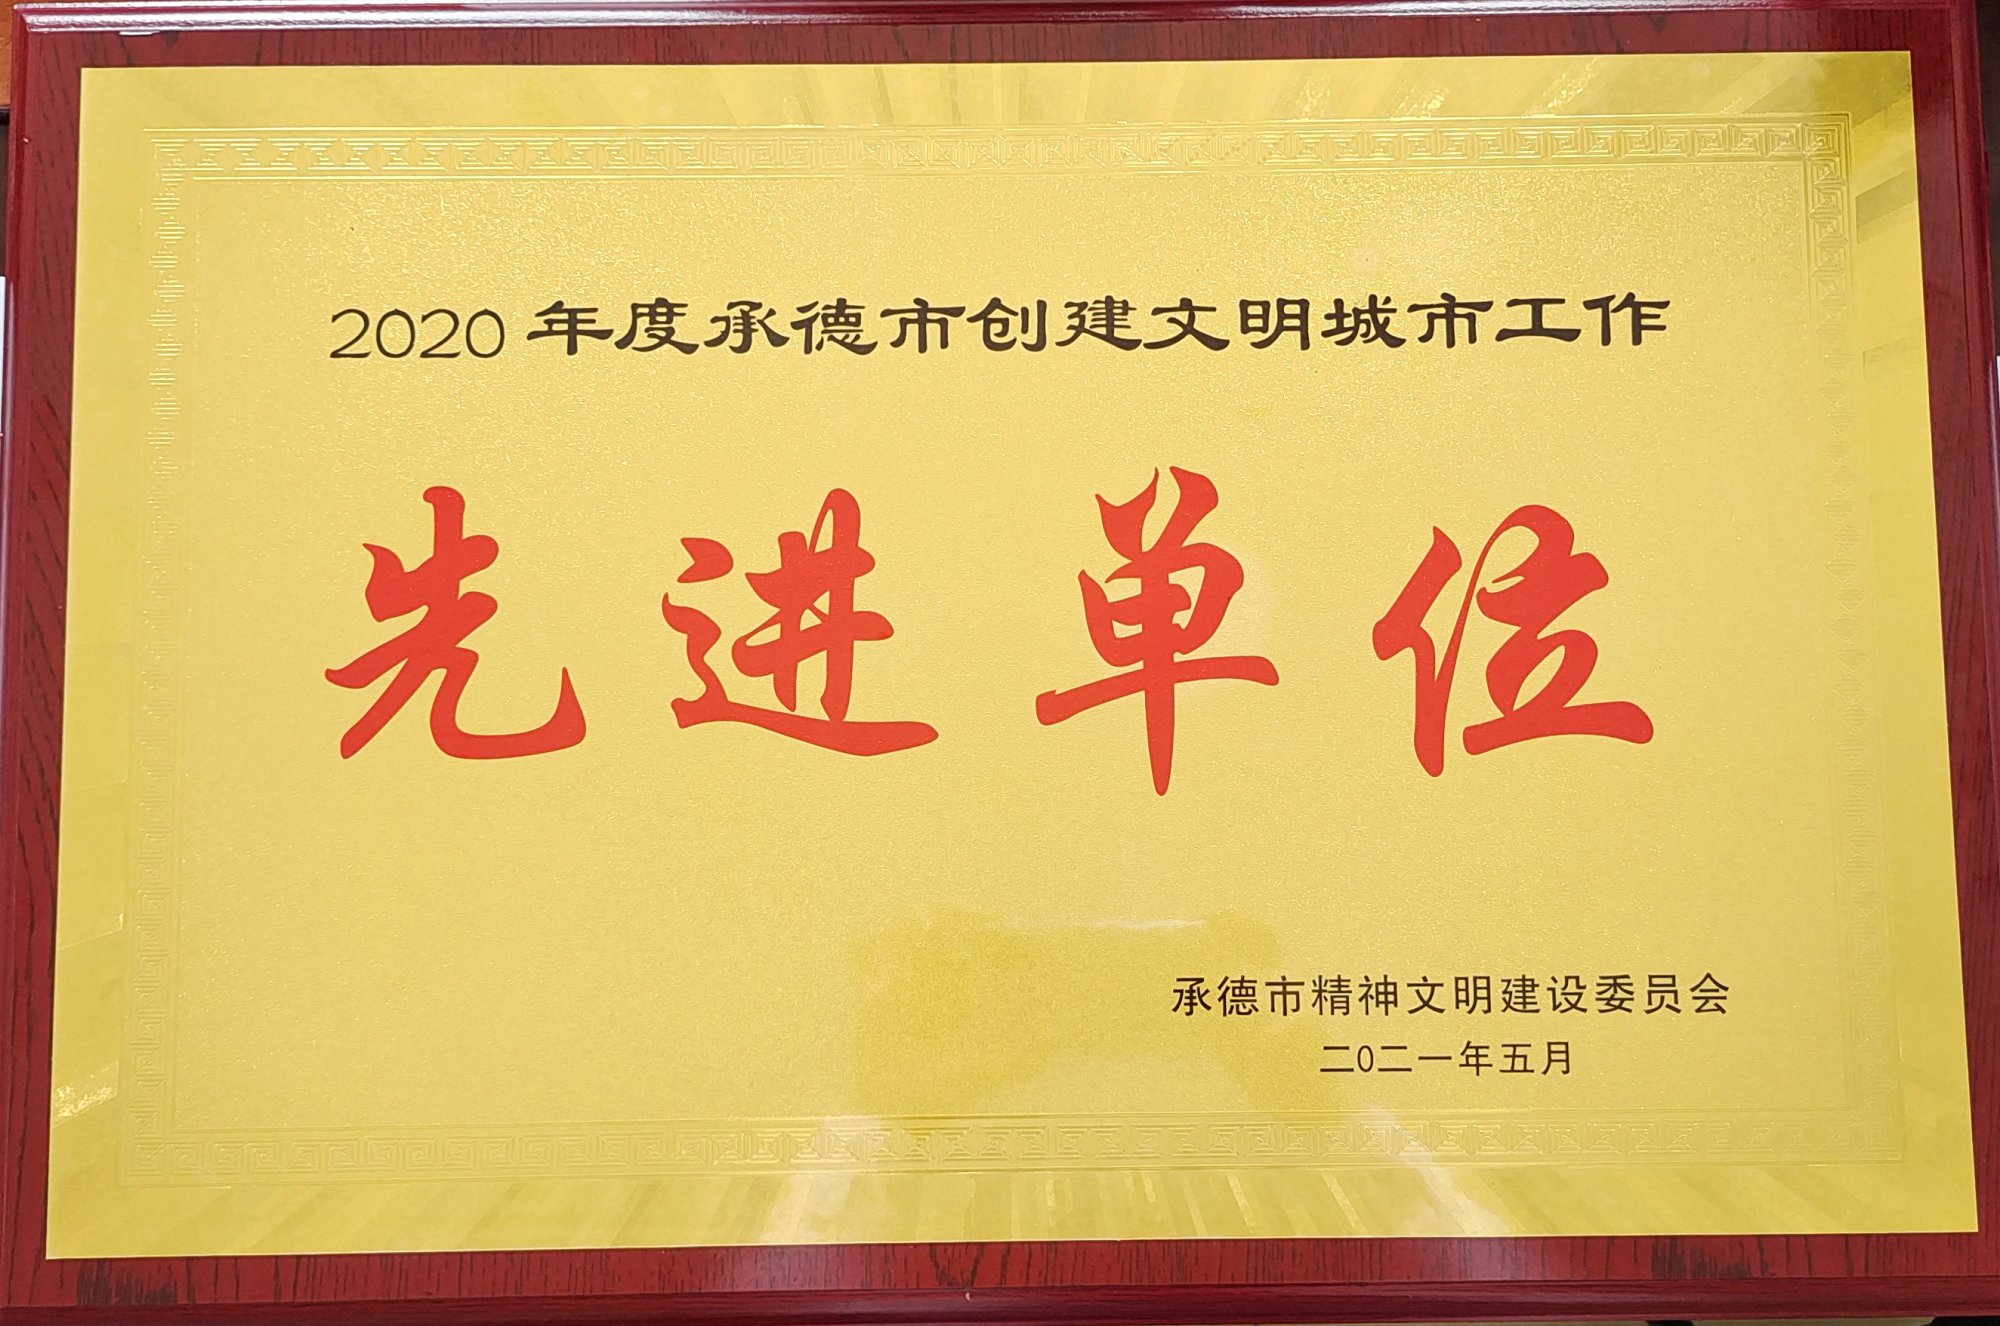 2020年度承德市创建文明城市工作
先进单位
承德市精神文明建设委员会
二0二一年五月